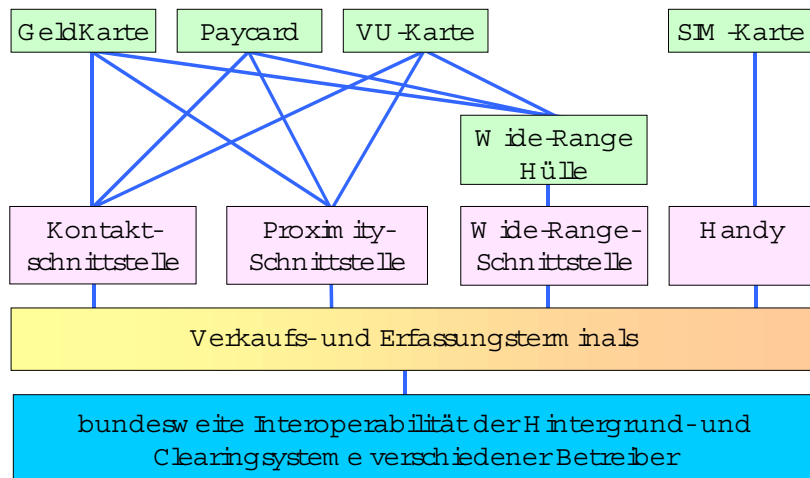 GeldKarte
Paycard
VU-Karte
SIM-Karte
Wide-Range
Hülle
Kontakt-
schnittstelle
Proximity-
Schnittstelle
Wide-Range-
Schnittstelle
Handy
Verkaufs- und Erfassungsterminals
bundesweite Interoperabilität der Hintergrund- und
Clearingsysteme verschiedener Betreiber